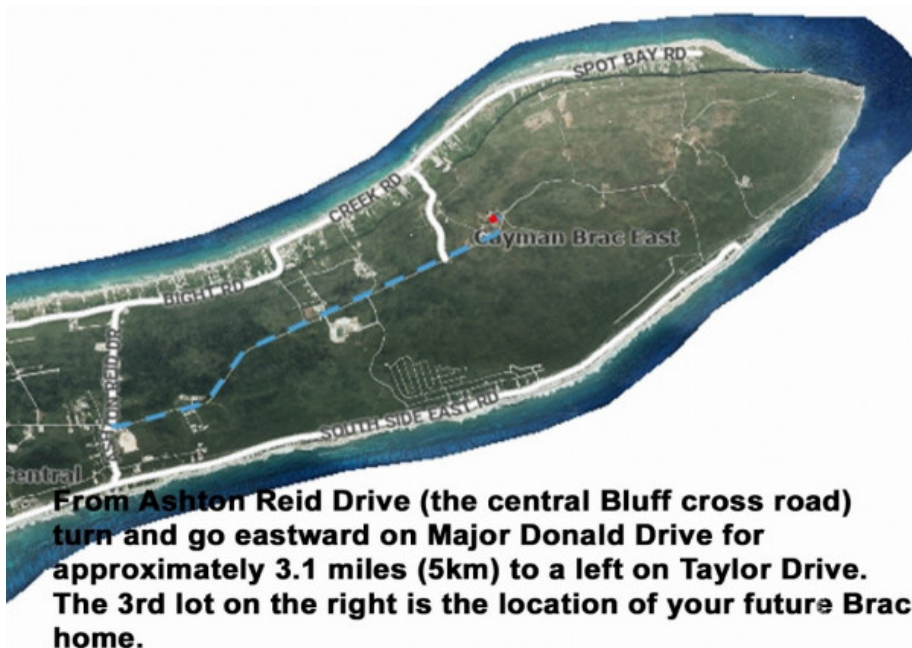 SPOT BAY RD
CREEK RD
Cayman Brac East
BIGHT RD
ASHTON REID DR
SOUTH SIDE EAST RD
Central
From Ashton Reid Drive (the central Bluff cross road)
turn and go eastward on Major Donald Drive for
approximately 3.1 miles (5km) to a left on Taylor Drive.
The 3rd lot on the right is the location of your future Brac
home.